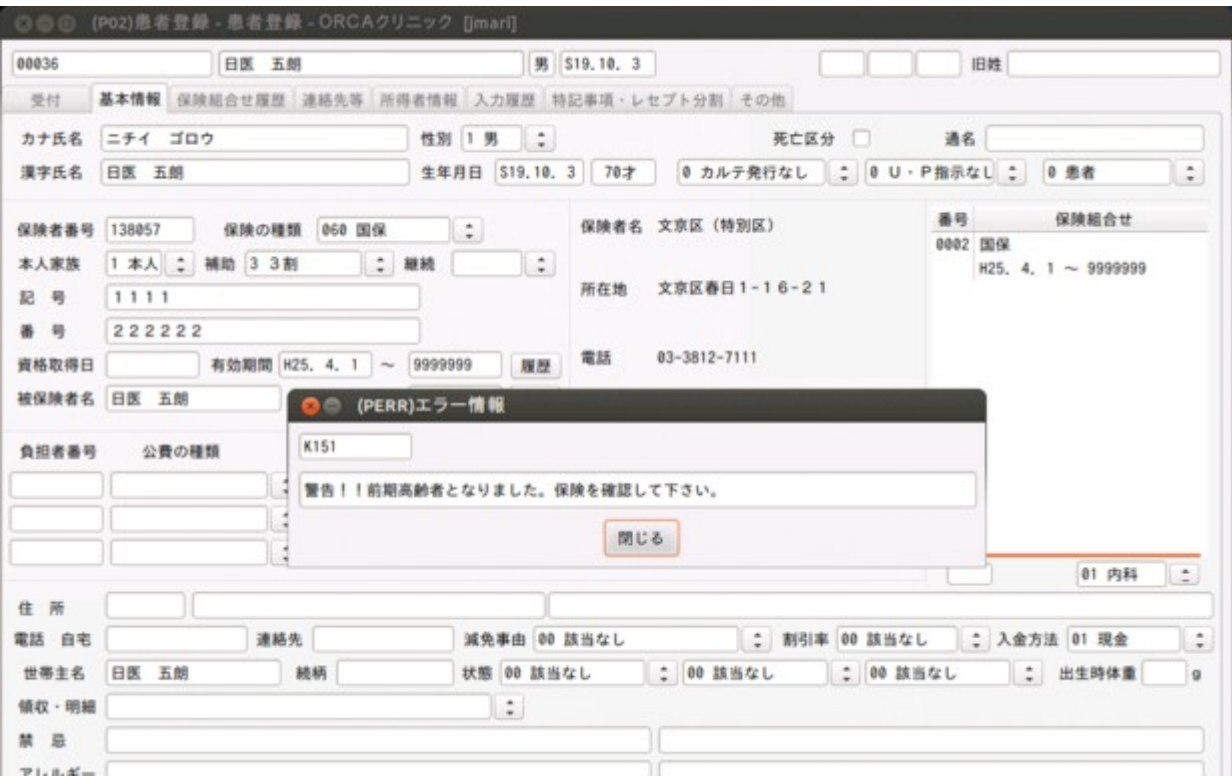 (P02)患者登録 - 患者登録 - ORCAクリニック [jmari]
00036 日医 五朗 男 S19.10. 3 旧姓
受付 基本情報 保険組合せ履歴 連絡先等 所得者情報 入力履歴 特記事項・レセプト分割 その他
カナ氏名 ニチイ ゴロウ 性別 1 男 死亡区分 通名
漢字氏名 日医 五朗 生年月日 S19.10. 3 70才 0 カルテ発行なし 0 U・P指示なし 0 患者
保険者番号 138057 保険の種類 060 国保 保険者名 文京区（特別区） 番号 保険組合せ
0002 国保
本人家族 1 本人 補助 3 3割 継続 H25. 4. 1 ～ 9999999
記 号 1111 所在地 文京区春日1-16-21
番 号 222222
資格取得日 有効期間 H25. 4. 1 ～ 9999999 履歴 電話 03-3812-7111
被保険者名 日医 五朗
(PERR)エラー情報
K151
警告！！前期高齢者となりました。保険を確認して下さい。
閉じる
負担者番号 公費の種類
01 内科
住 所
電話 自宅 連絡先 減免事由 00 該当なし 割引率 00 該当なし 入金方法 01 現金
世帯主名 日医 五朗 続柄 状態 00 該当なし 00 該当なし 00 該当なし 出生時体重 g
領収・明細
禁 忌
アレルギー